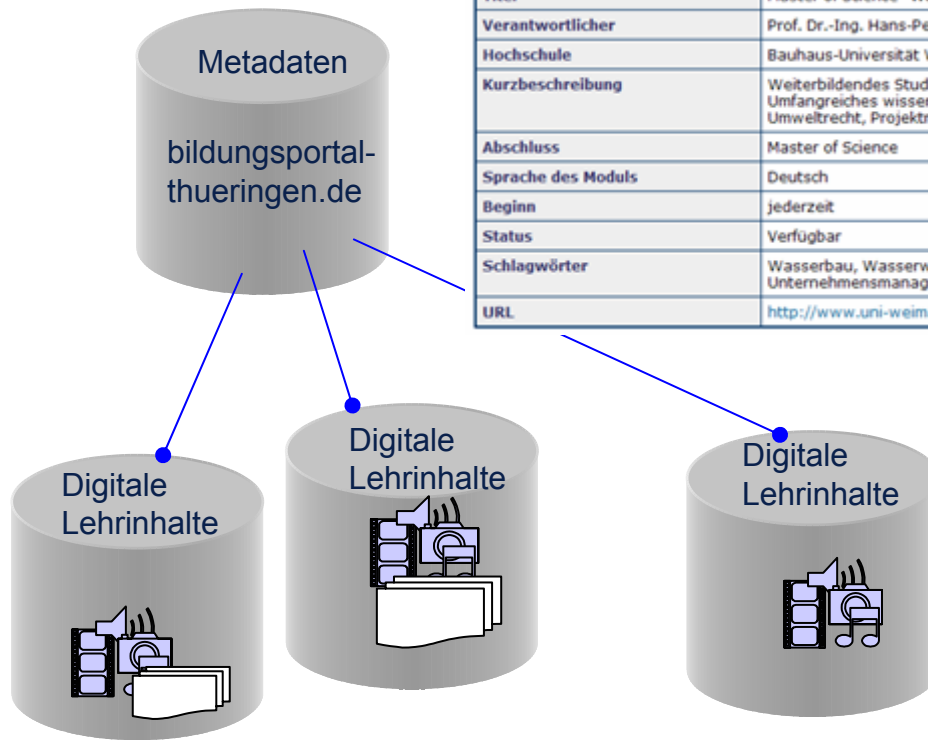 Metadaten
bildungsportal-
thueringen.de
Verantwortlicher Prof. Dr.-Ing. Hans-Pe
Hochschule Bauhaus-Universität
Kurzbeschreibung Weiterbildendes Stud
Umfangreiches wisser
Umweltrecht, Projekt
Abschluss Master of Science
Sprache des Moduls Deutsch
Beginn jederzeit
Status Verfügbar
Schlagwörter Wasserbau, Wasserw
Unternehmensmanag
URL http://www.uni-weim
Digitale
Lehrinhalte
Digitale
Lehrinhalte
Digitale
Lehrinhalte